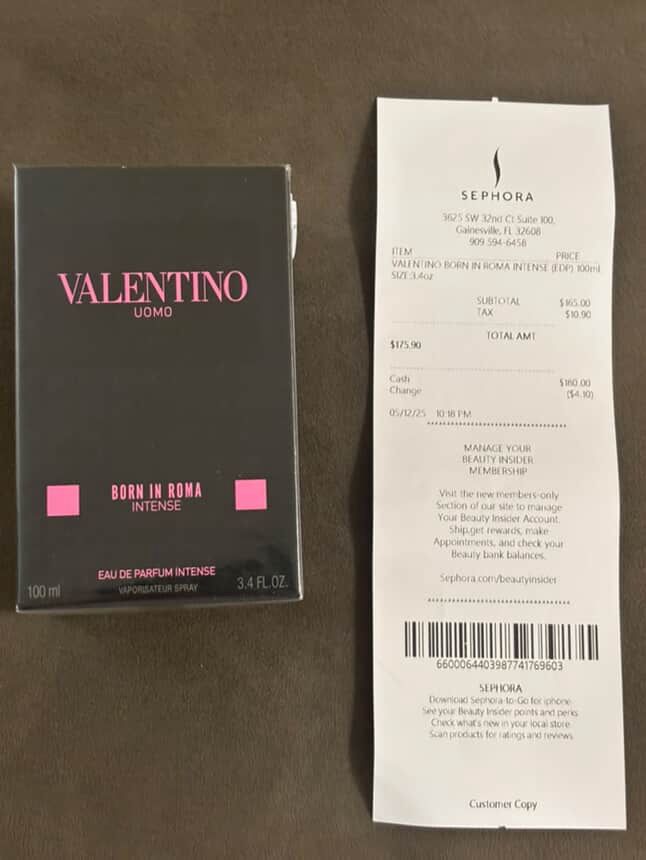 VALENTINO
UOMO
BORN IN ROMA
INTENSE
EAU DE PARFUM INTENSE
VAPORISATEUR SPRAY
100 ml
3.4 FL.OZ.
SEPHORA
3625 SW 32nd Ct Suite 100,
Gainesville, FL 32608
909 594-6458
ITEM PRICE
VALENTINO BORN IN ROMA INTENSE (EDP) 100ml
SIZE:3.4oz
SUBTOTAL $165.00
TAX $10.90
TOTAL AMT
$175.90
Cash $180.00
Change ($4.10)
05/12/25 10:18 PM
MANAGE YOUR
BEAUTY INSIDER
MEMBERSHIP
Visit the new members-only
Section of our site to manage
Your Beauty Insider Account.
Ship,get rewards, make
Appointments, and check your
Beauty bank balances.
Sephora.com/beautyinsider
6600064403987741769603
SEPHORA
Download Sephora-to-Go for iphone
See your Beauty Insider points and perks
Check what's new in your local store.
Scan products for ratings and reviews
Customer Copy